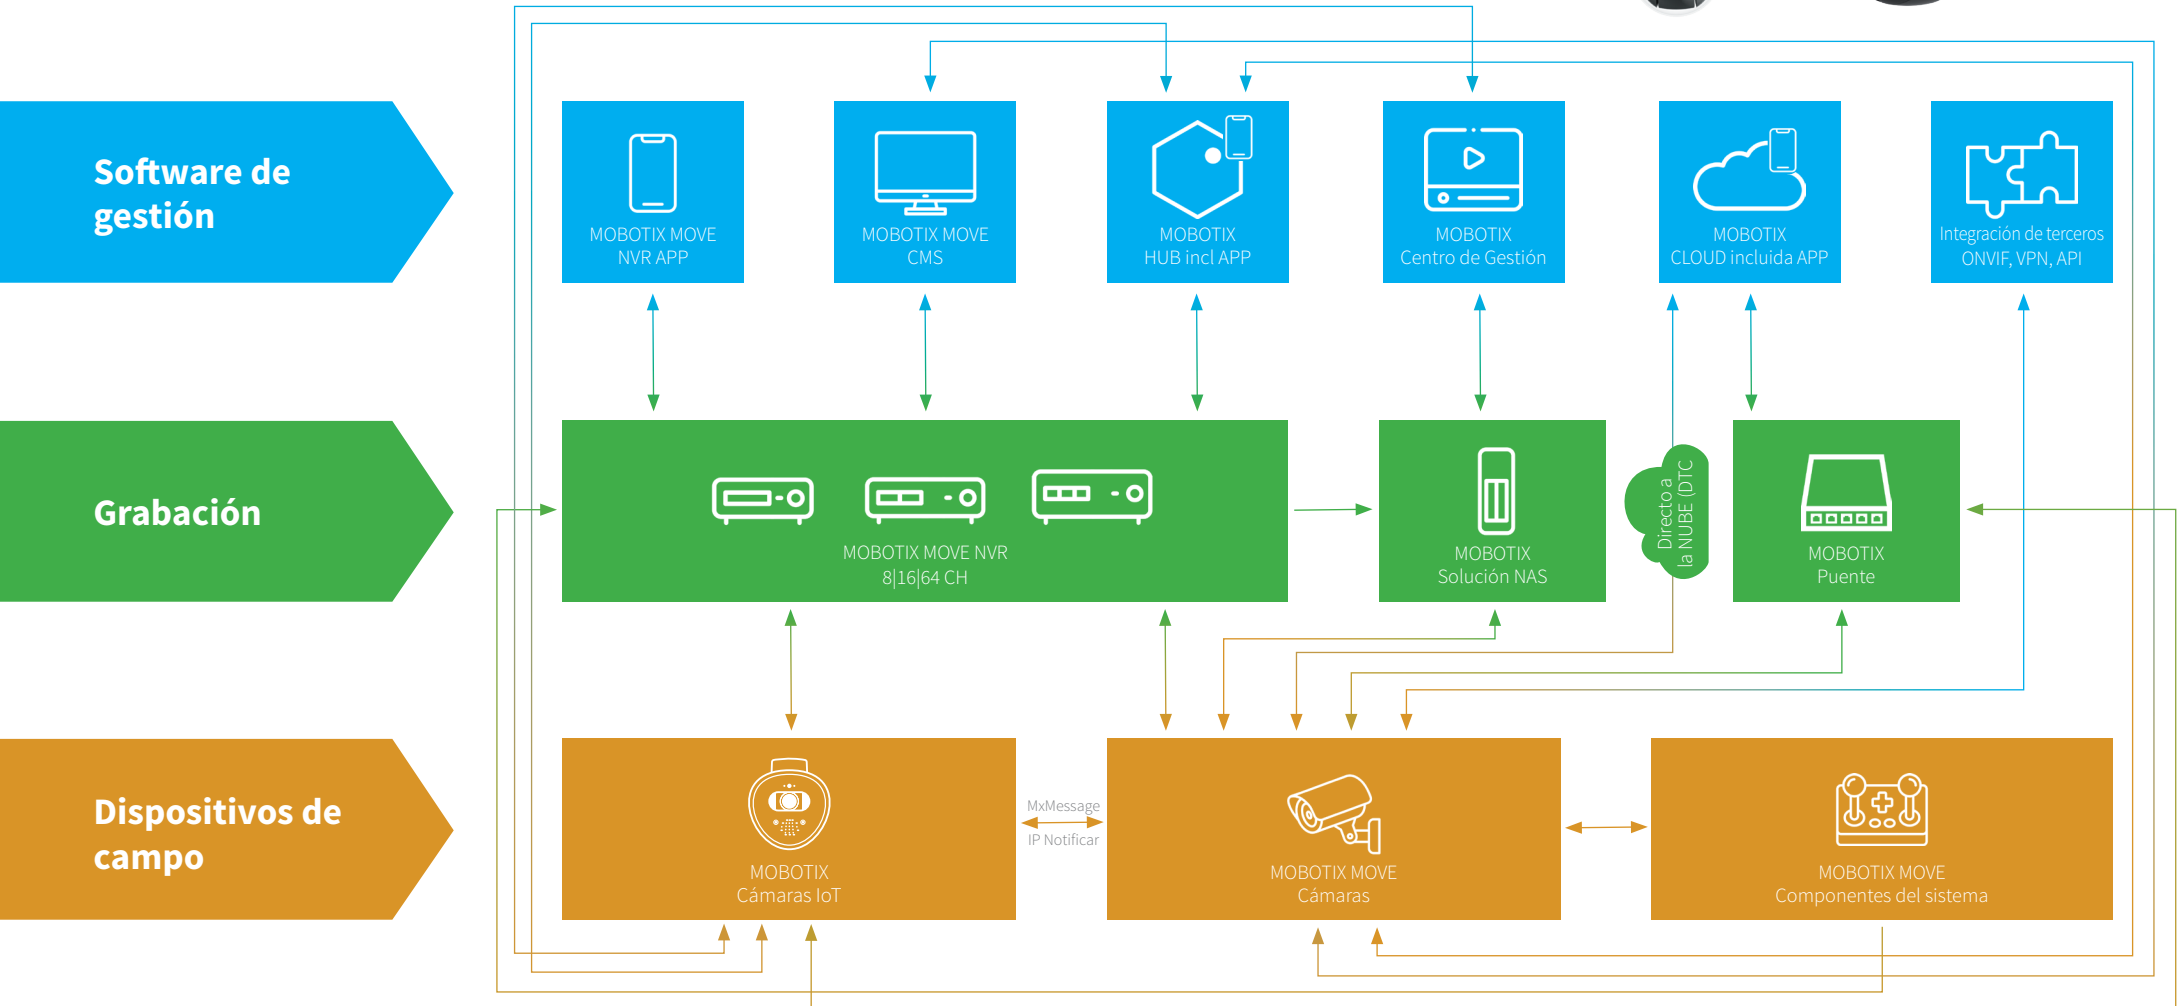 Software de
gestión
MOBOTIX MOVE
NVR APP
MOBOTIX MOVE
CMS
MOBOTIX
HUB incl APP
MOBOTIX
Centro de Gestión
MOBOTIX
CLOUD incluida APP
Integración de terceros
ONVIF, VPN, API
Grabación
MOBOTIX MOVE NVR
8|16|64 CH
MOBOTIX
Solución NAS
Directo a
la NUBE (DTC
MOBOTIX
Puente
Dispositivos de
campo
MOBOTIX
Cámaras IoT
MxMessage
IP Notificar
MOBOTIX MOVE
Cámaras
MOBOTIX MOVE
Componentes del sistema